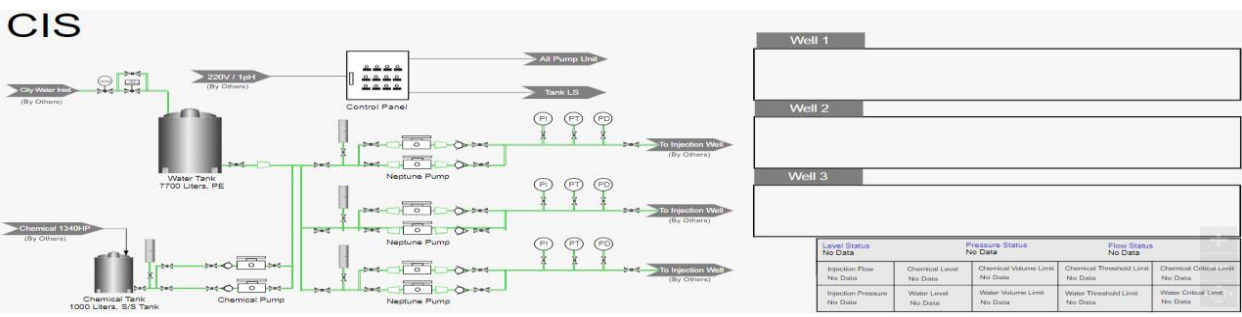 CIS
Well 1
All Pump Unit
220V / 1pH
(By Others)
City Water Inlet
(By Others)
Tank LS
Control Panel
Well 2
PI PT PD
To Injection Well
(By Others)
Neptune Pump
Water Tank
7700 Liters, PE
Well 3
PI PT PD
To Injection Well
(By Others)
Chemical 1340HP
(By Others)
Neptune Pump
PI PT PD
To Injection Well
(By Others)
Chemical Tank
1000 Liters, S/S Tank
Chemical Pump
Neptune Pump
Level Status Pressure Status Flow Status
No Data No Data No Data
Injection Flow Chemical Level Chemical Volume Limit Chemical Threshold Limit Chemical Critical Limit
No Data No Data No Data No Data No Data
Injection Pressure Water Level Water Volume Limit Water Threshold Limit Water Critical Limit
No Data No Data No Data No Data No Data